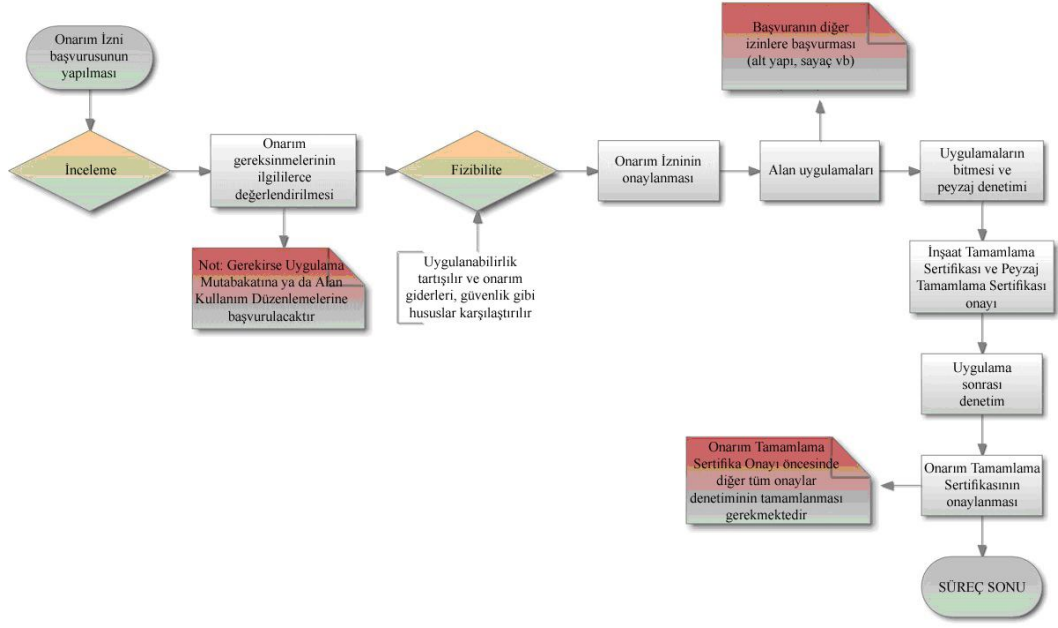 Onarım İzni
başvurusunun
yapılması
İnceleme
Onarım
gereksinmelerinin
ilgililerce
değerlendirilmesi
Not: Gerekirse Uygulama
Mutabakatına ya da Alan
Kullanım Düzenlemelerine
başvurulacaktır
Fizibilite
Uygulanabilirlik
tartışılır ve onarım
giderleri, güvenlik gibi
hususlar karşılaştırılır
Onarım İzninin
onaylanması
Alan uygulamaları
Başvuranın diğer
izinlere başvurması
(alt yapı, sayaç vb)
Uygulamaların
bitmesi ve
peyzaj denetimi
İnşaat Tamamlama
Sertifikası ve Peyzaj
Tamamlama Sertifikası
onayı
Uygulama
sonrası
denetim
Onarım Tamamlama
Sertifikasının
onaylanması
Onarım Tamamlama
Sertifika Onayı öncesinde
diğer tüm onaylar
denetiminin tamamlanması
gerekmektedir
SÜREÇ SONU